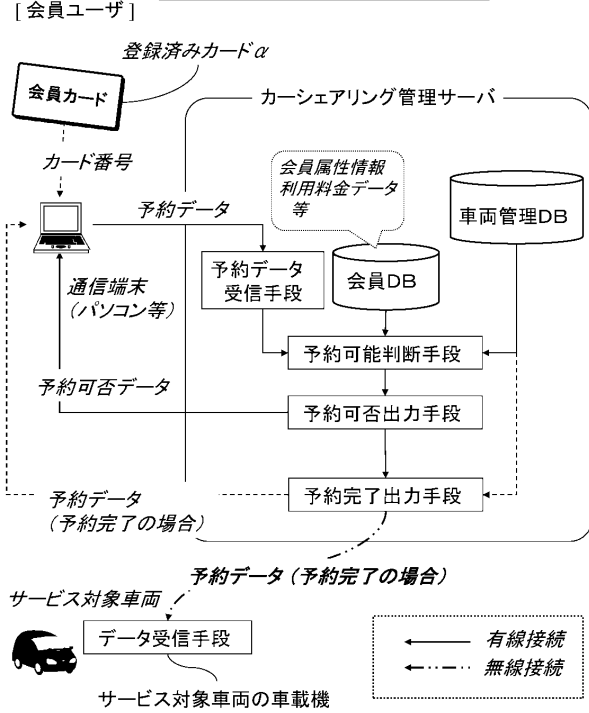 [ 会員ユーザ ]
登録済みカードα
会員カード
カーシェアリング管理サーバ
カード番号
会員属性情報
利用料金データ
等
車両管理DB
予約データ
予約データ
受信手段
会員DB
通信端末
(パソコン等)
予約可能判断手段
予約可否データ
予約可否出力手段
予約データ
(予約完了の場合)
予約完了出力手段
予約データ (予約完了の場合)
サービス対象車両
データ受信手段
有線接続
無線接続
サービス対象車両の車載機